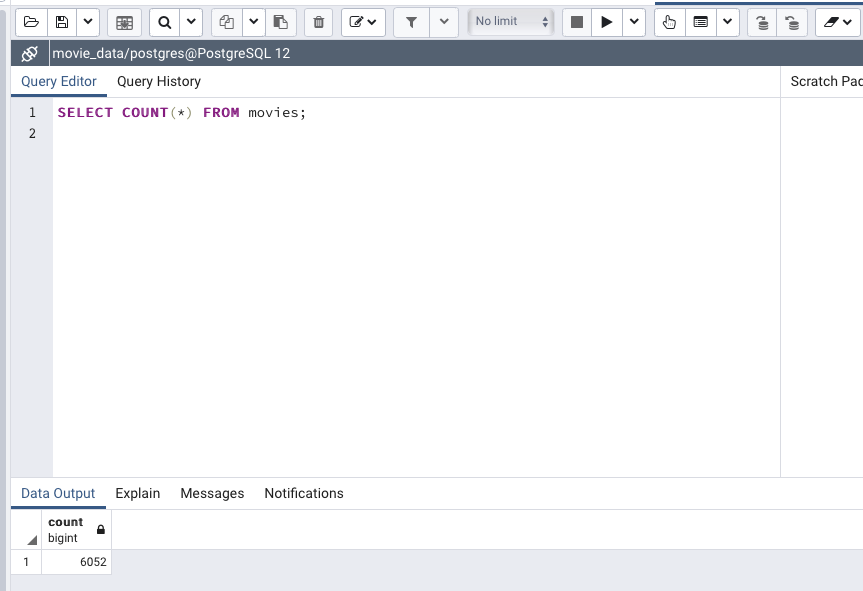 No limit
movie_data/postgres@PostgreSQL 12
Query Editor Query History
Scratch Pad
1 SELECT COUNT(*) FROM movies;
2
Data Output Explain Messages Notifications
count
bigint
1 6052